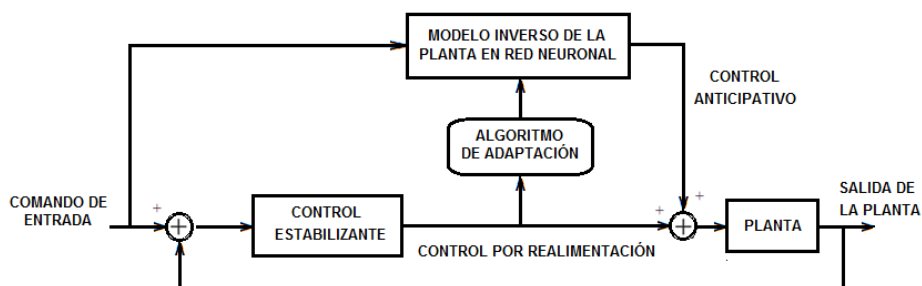 MODELO INVERSO DE LA
PLANTA EN RED NEURONAL
CONTROL
ANTICIPATIVO
ALGORITMO
DE ADAPTACIÓN
COMANDO DE
ENTRADA
+
+
CONTROL
ESTABILIZANTE
CONTROL POR REALIMENTACIÓN
+
+
+
PLANTA
SALIDA DE
LA PLANTA